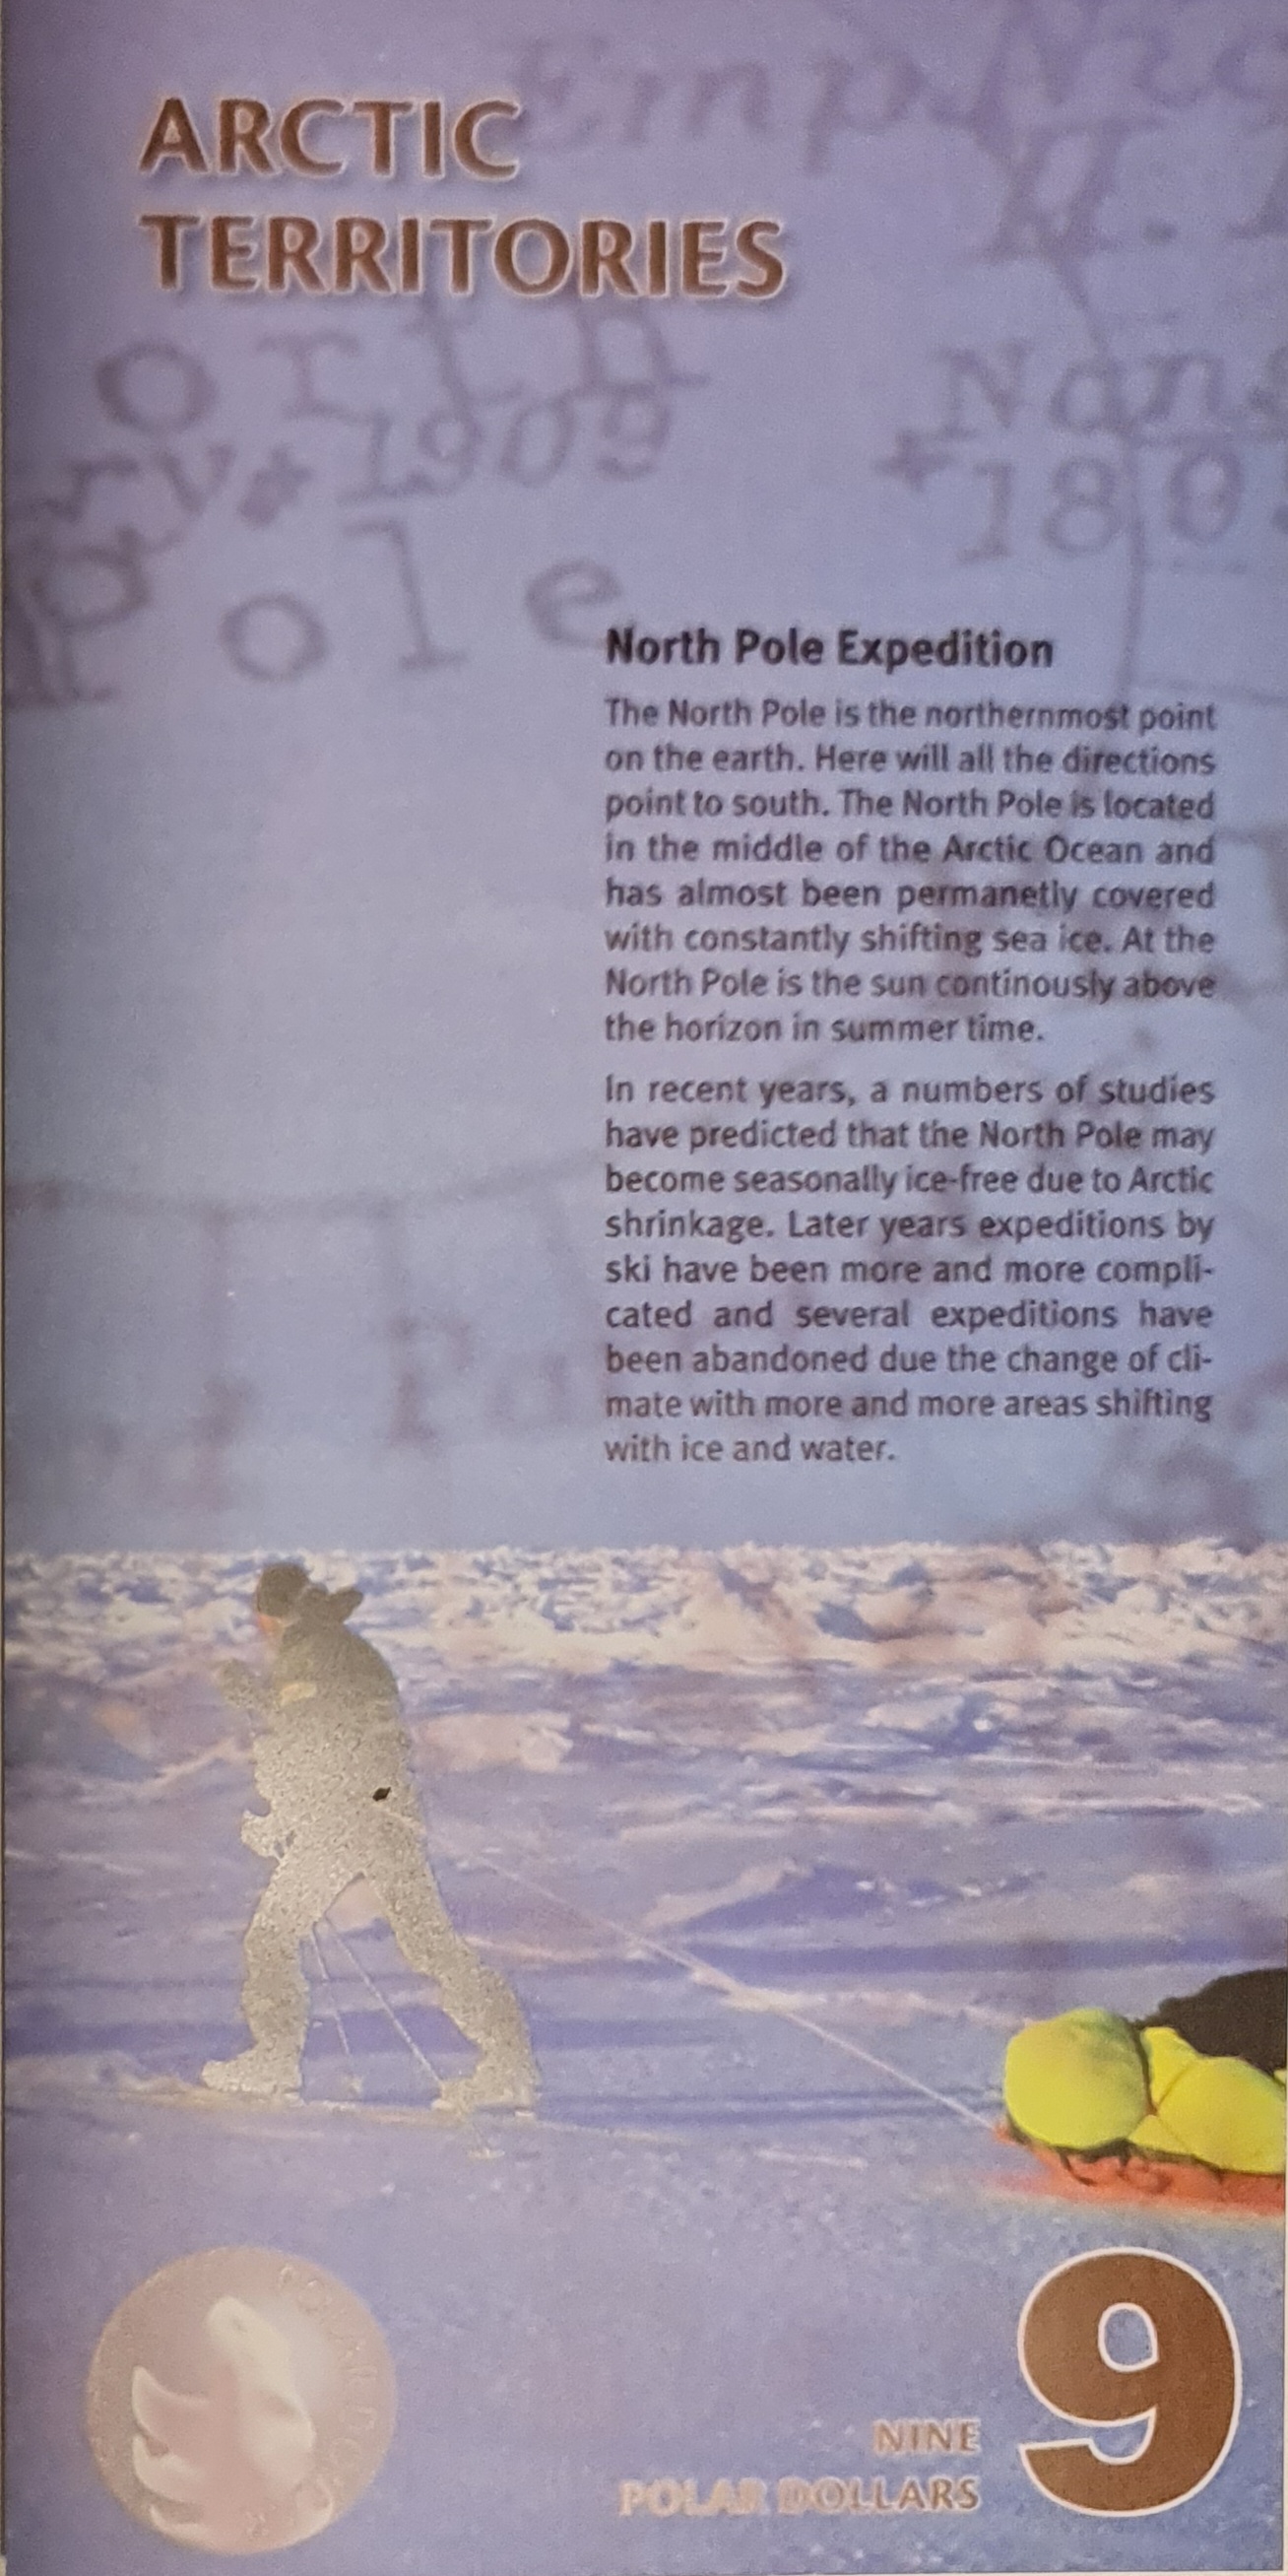 ARCTIC
TERRITORIES
North Pole Expedition
The North Pole is the northernmost point
on the earth. Here will all the directions
point to south. The North Pole is located
in the middle of the Arctic Ocean and
has almost been permanetly covered
with constantly shifting sea ice. At the
North Pole is the sun continously above
the horizon in summer time.
In recent years, a numbers of studies
have predicted that the North Pole may
become seasonally ice-free due to Arctic
shrinkage. Later years expeditions by
ski have been more and more compli-
cated and several expeditions have
been abandoned due the change of cli-
mate with more and more areas shifting
with ice and water.
9
NINE
POLAR DOLLARS